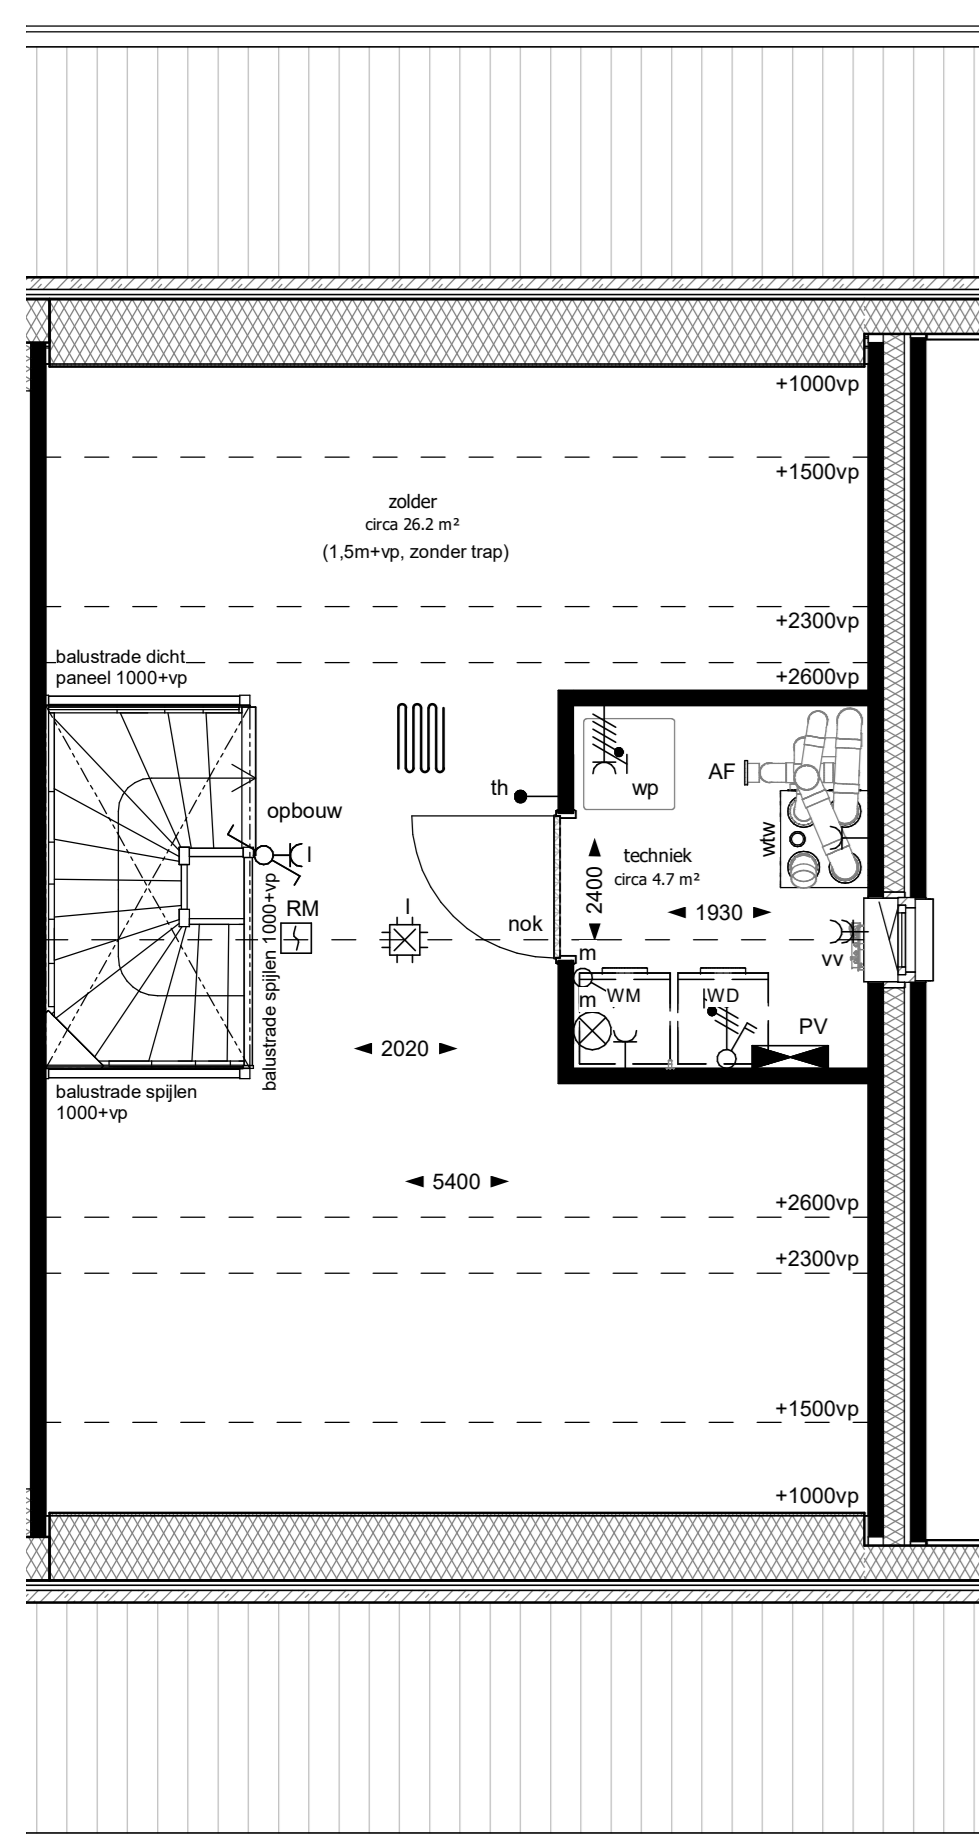 +1000vp
+1500vp
zolder
circa 26.2 m²
(1,5m+vp, zonder trap)
+2300vp
+2600vp
balustrade dicht
paneel 1000+vp
th
wp
AF
wtw
opbouw
l
techniek
circa 4.7 m²
2400
1930
balustrade spijlen 1000+vp
RM
l
nok
m
vv
m
WM
WD
PV
2020
balustrade spijlen
1000+vp
5400
+2600vp
+2300vp
+1500vp
+1000vp